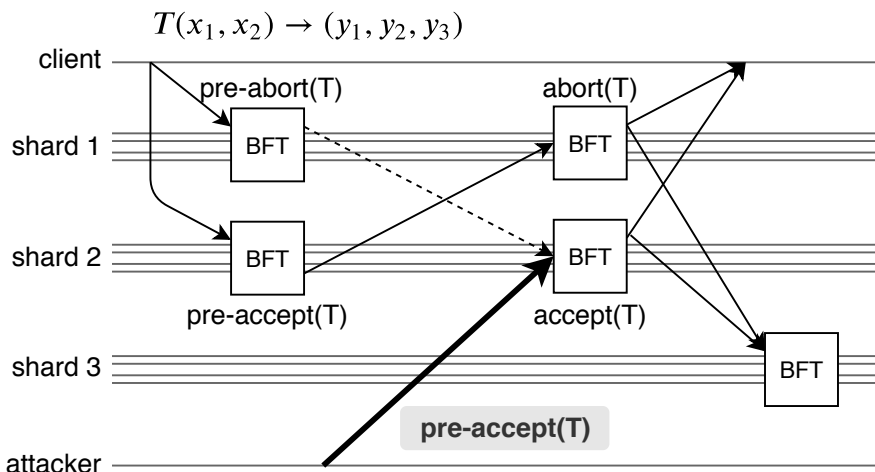 T(x₁, x₂) → (y₁, y₂, y₃)
client
pre-abort(T)
abort(T)
BFT
BFT
shard 1
BFT
BFT
shard 2
pre-accept(T)
accept(T)
shard 3
BFT
pre-accept(T)
attacker